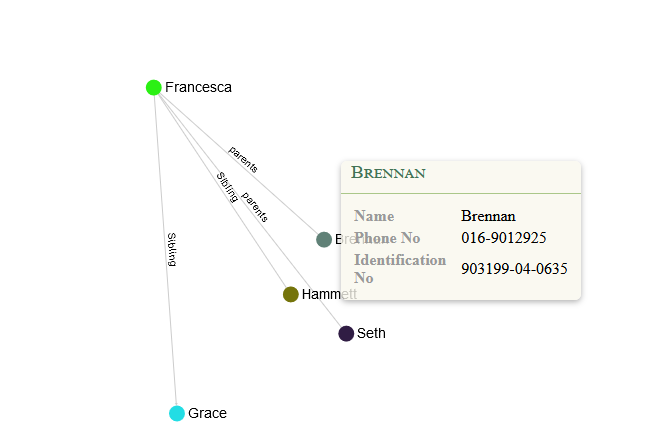 Francesca
parents
Sibling
parents
Sibling
BRENNAN
Name Brennan
Phone No 016-9012925
Identification
No 903199-04-0635
Brennan
Hammett
Seth
Grace